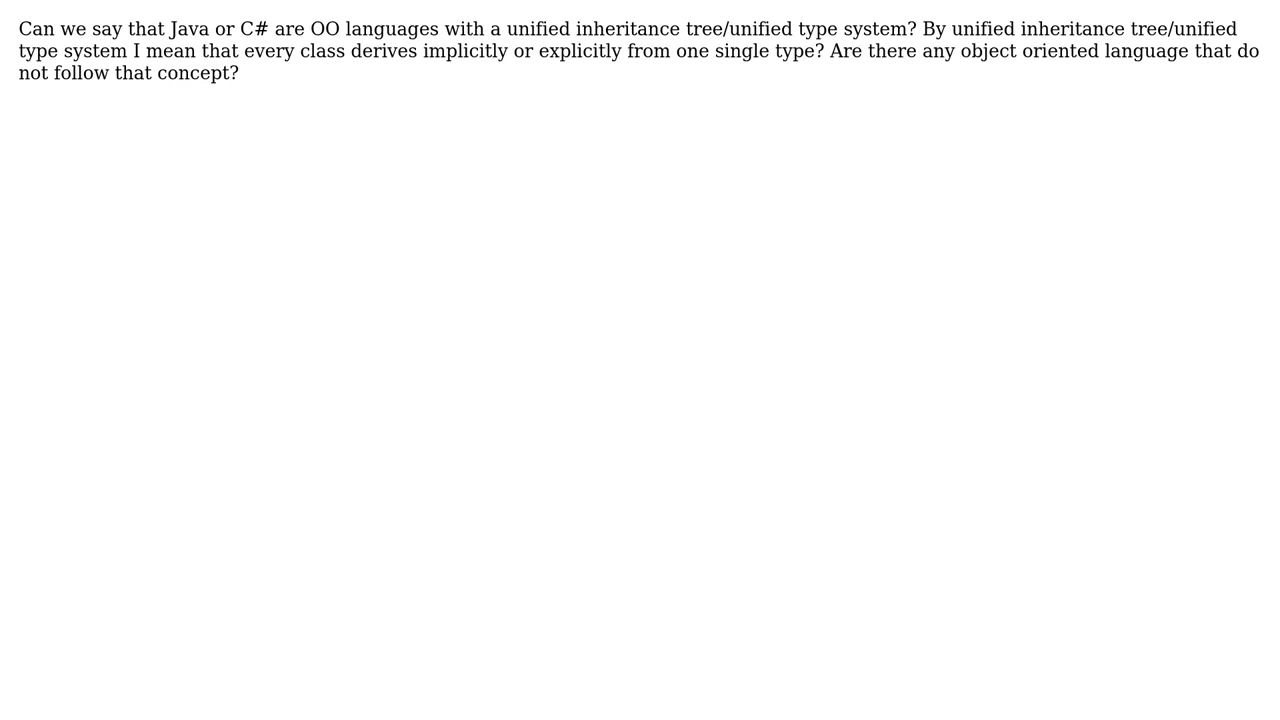 Can we say that Java or C# are OO languages with a unified inheritance tree/unified type system? By unified inheritance tree/unified
type system I mean that every class derives implicitly or explicitly from one single type? Are there any object oriented language that do
not follow that concept?